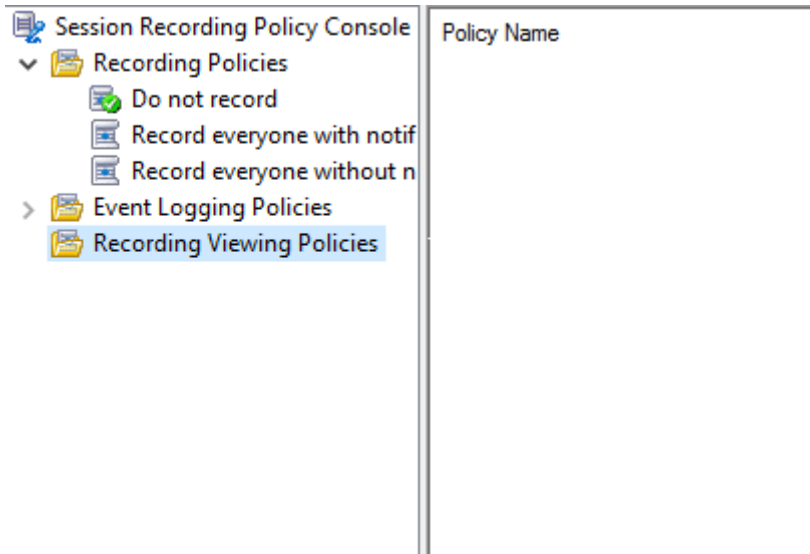 Session Recording Policy Console
Recording Policies
Do not record
Record everyone with notif
Record everyone without n
Event Logging Policies
Recording Viewing Policies
Policy Name